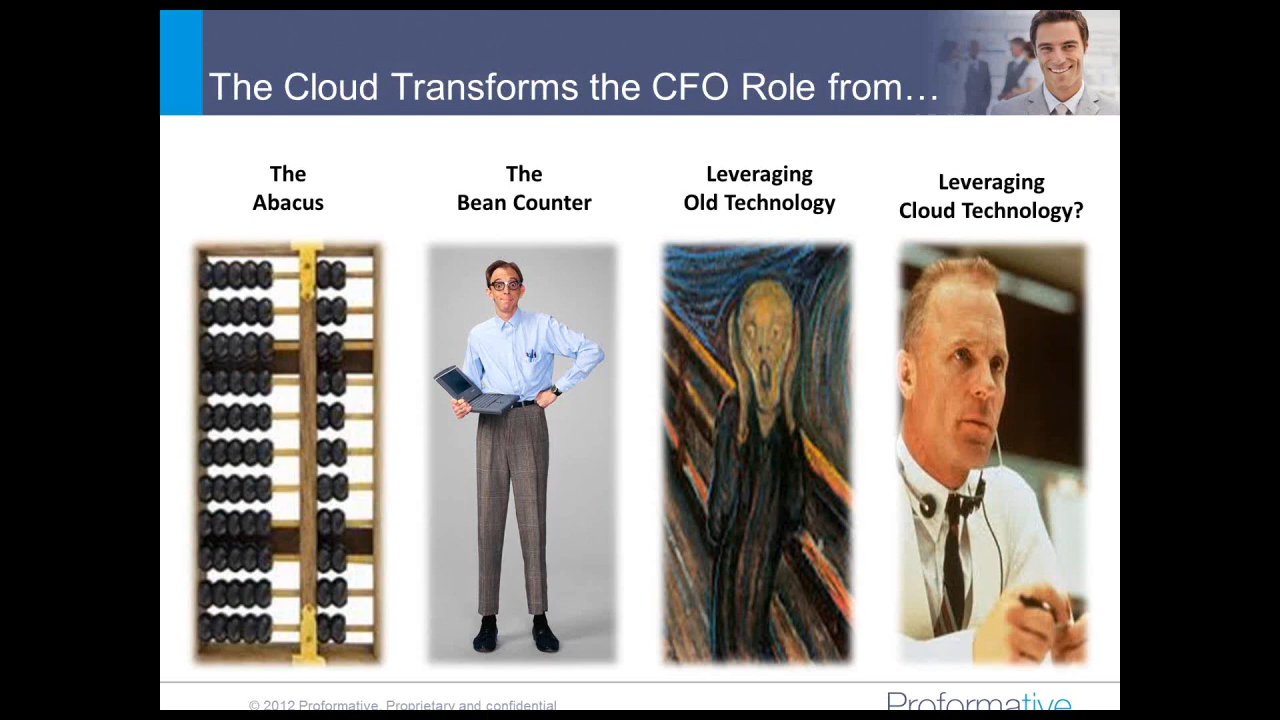 The Cloud Transforms the CFO Role from…
The
Abacus
The
Bean Counter
Leveraging
Old Technology
Leveraging
Cloud Technology?
© 2012 Proformative. Proprietary and confidential
Proformative